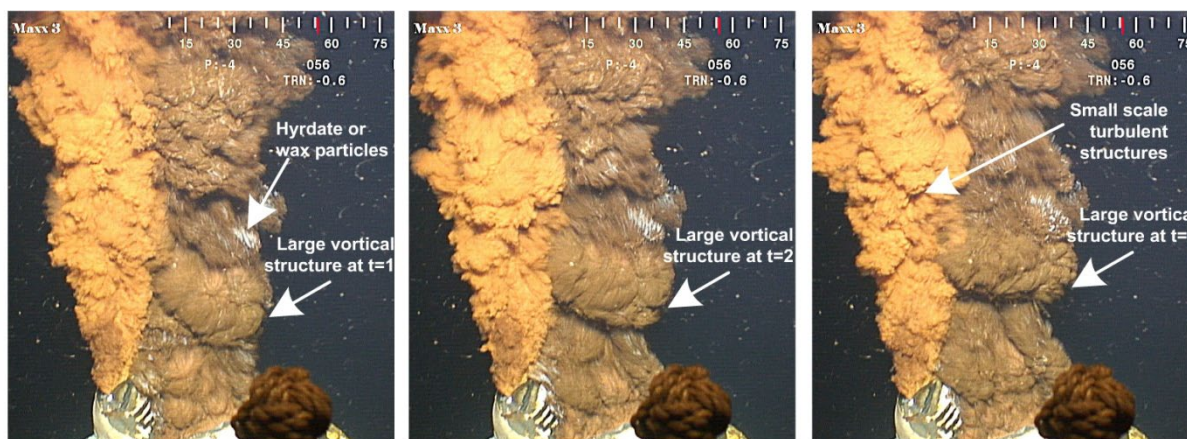 Maxx 3
15 30 45 60 75
P:-4 056
TRN:-0.6
Hyrdate or
wax particles
Large vortical
structure at t=1
Maxx 3
15 30 45 60 75
P:-4 056
TRN:-0.6
Large vortical
structure at t=2
Maxx 3
15 30 45 60 75
P:-4 056
TRN:-0.6
Small scale
turbulent
structures
Large vortical
structure at t=